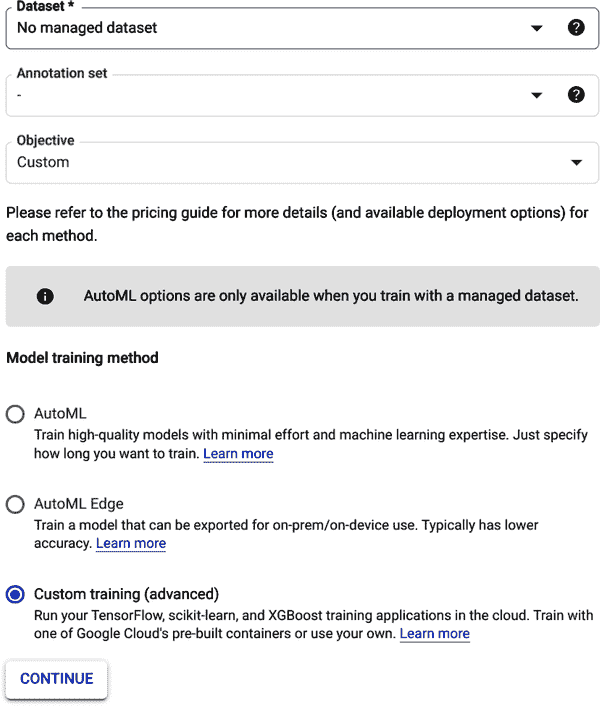 Dataset *
No managed dataset
Annotation set
-
Objective
Custom
Please refer to the pricing guide for more details (and available deployment options) for
each method.
AutoML options are only available when you train with a managed dataset.
Model training method
AutoML
Train high-quality models with minimal effort and machine learning expertise. Just specify
how long you want to train. Learn more
AutoML Edge
Train a model that can be exported for on-prem/on-device use. Typically has lower
accuracy. Learn more
Custom training (advanced)
Run your TensorFlow, scikit-learn, and XGBoost training applications in the cloud. Train with
one of Google Cloud's pre-built containers or use your own. Learn more
CONTINUE